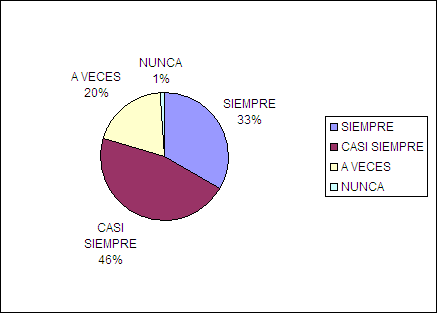 NUNCA
1%
A VECES
20%
SIEMPRE
33%
CASI
SIEMPRE
46%
SIEMPRE
CASI SIEMPRE
A VECES
NUNCA